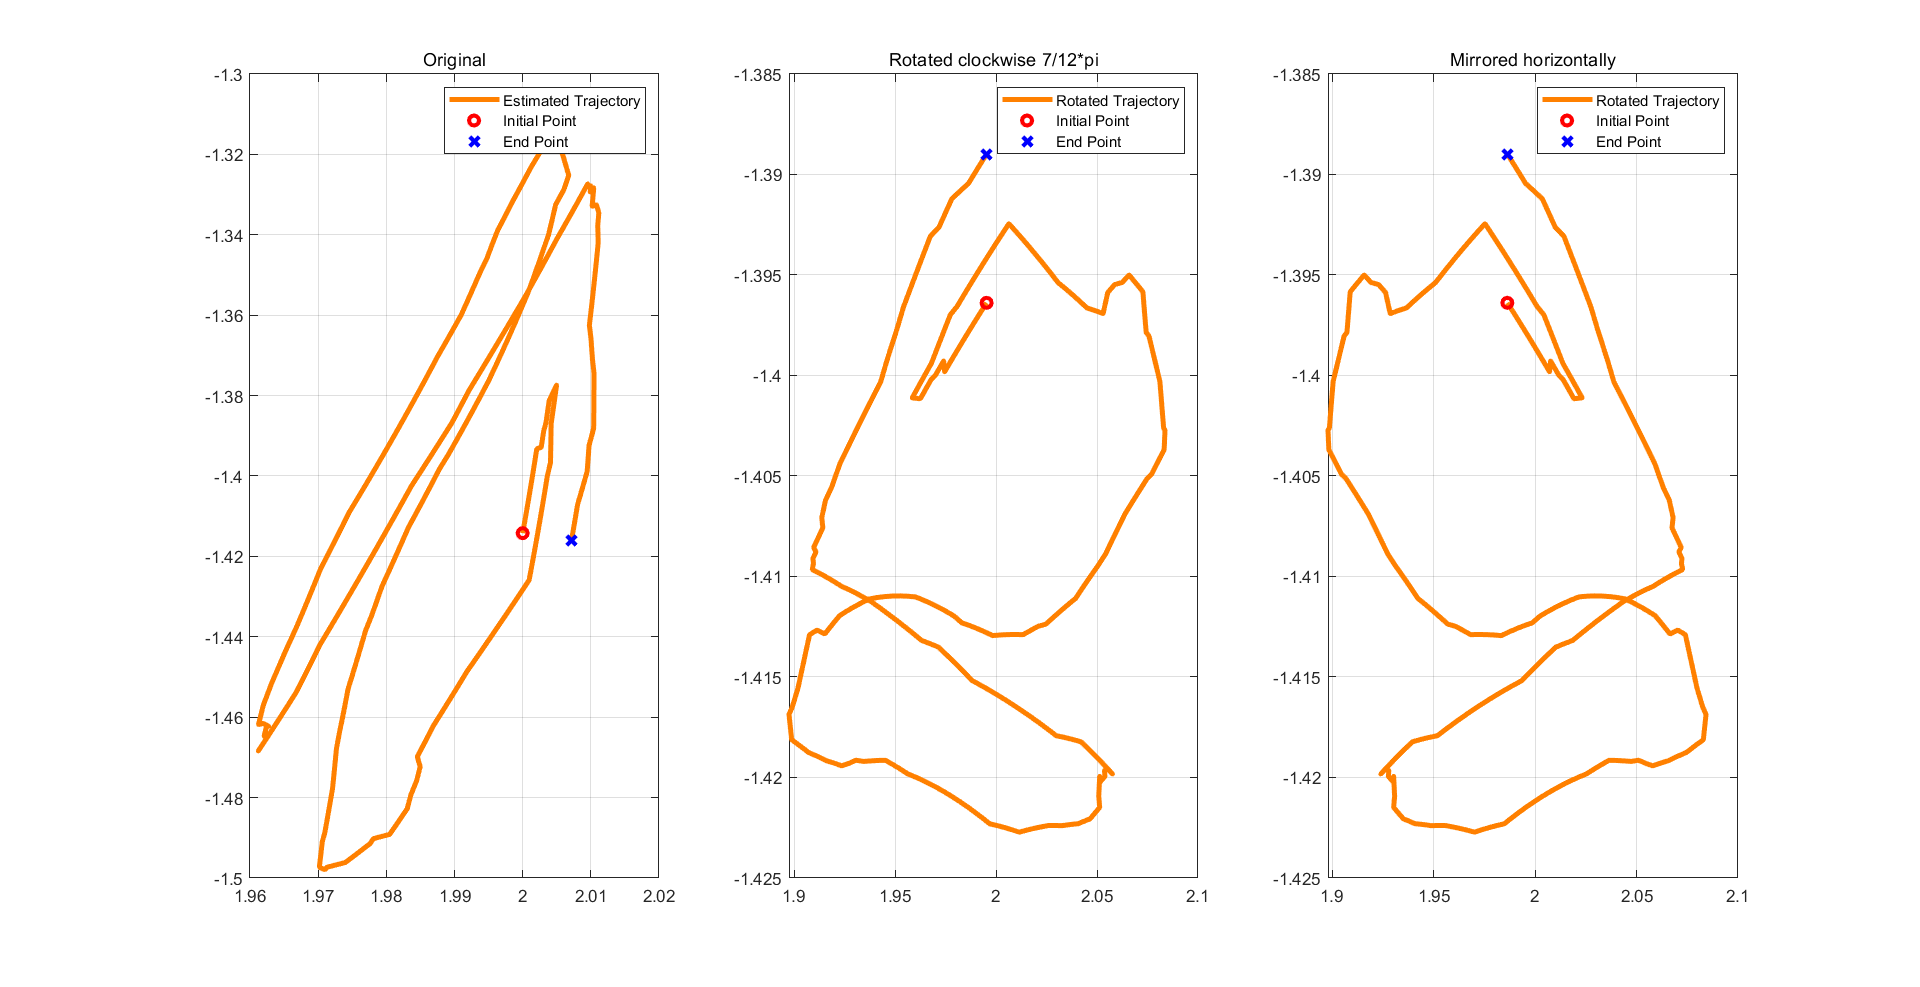 Original
Estimated Trajectory
Initial Point
End Point
-1.3
-1.32
-1.34
-1.36
-1.38
-1.4
-1.42
-1.44
-1.46
-1.48
-1.5
1.96 1.97 1.98 1.99 2 2.01 2.02
Rotated clockwise 7/12*pi
Rotated Trajectory
Initial Point
End Point
-1.385
-1.39
-1.395
-1.4
-1.405
-1.41
-1.415
-1.42
-1.425
1.9 1.95 2 2.05 2.1
Mirrored horizontally
Rotated Trajectory
Initial Point
End Point
-1.385
-1.39
-1.395
-1.4
-1.405
-1.41
-1.415
-1.42
-1.425
1.9 1.95 2 2.05 2.1